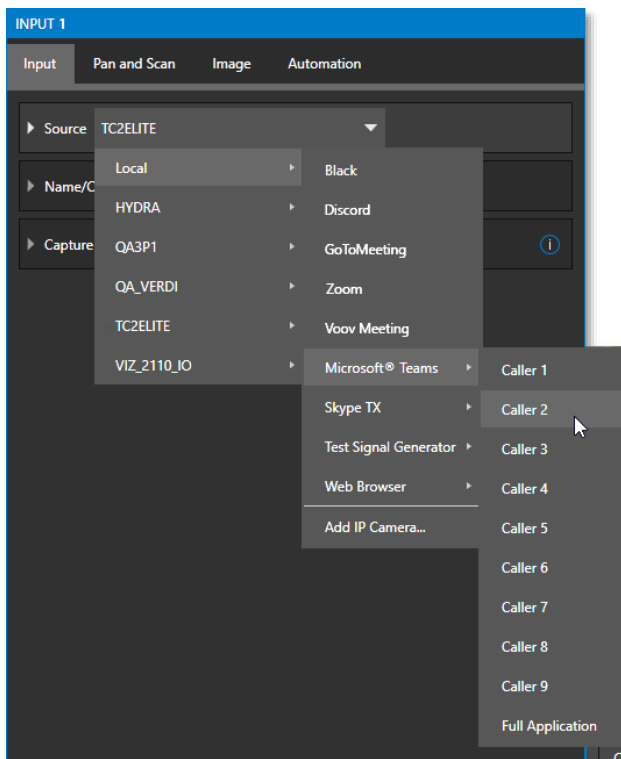 INPUT 1
Input Pan and Scan Image Automation
Source TC2ELITE
Name/C
Capture
Local
HYDRA
QA3P1
QA_VERDI
TC2ELITE
VIZ_2110_IO
Black
Discord
GoToMeeting
Zoom
Voov Meeting
Microsoft® Teams
Skype TX
Test Signal Generator
Web Browser
Add IP Camera...
Caller 1
Caller 2
Caller 3
Caller 4
Caller 5
Caller 6
Caller 7
Caller 8
Caller 9
Full Application